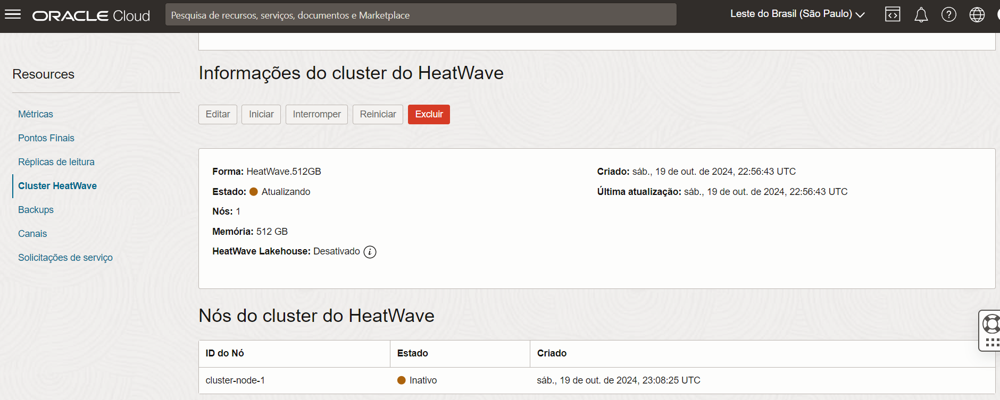 ORACLE Cloud
Pesquisa de recursos, serviços, documentos e Marketplace
Leste do Brasil (São Paulo)
Resources
Métricas
Pontos Finais
Réplicas de leitura
Cluster HeatWave
Backups
Canais
Solicitações de serviço
Informações do cluster do HeatWave
Editar Iniciar Interromper Reiniciar Excluir
Forma: HeatWave.512GB
Estado: Atualizando
Nós: 1
Memória: 512 GB
HeatWave Lakehouse: Desativado
Criado: sáb., 19 de out. de 2024, 22:56:43 UTC
Última atualização: sáb., 19 de out. de 2024, 22:56:43 UTC
Nós do cluster do HeatWave
ID do Nó Estado Criado
cluster-node-1 Inativo sáb., 19 de out. de 2024, 23:08:25 UTC